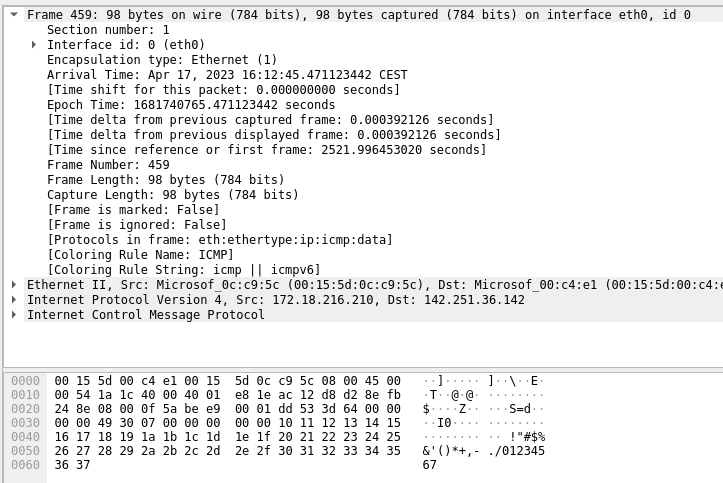 Frame 459: 98 bytes on wire (784 bits), 98 bytes captured (784 bits) on interface eth0, id 0
Section number: 1
Interface id: 0 (eth0)
Encapsulation type: Ethernet (1)
Arrival Time: Apr 17, 2023 16:12:45.471123442 CEST
[Time shift for this packet: 0.000000000 seconds]
Epoch Time: 1681740765.471123442 seconds
[Time delta from previous captured frame: 0.000392126 seconds]
[Time delta from previous displayed frame: 0.000392126 seconds]
[Time since reference or first frame: 2521.996453020 seconds]
Frame Number: 459
Frame Length: 98 bytes (784 bits)
Capture Length: 98 bytes (784 bits)
[Frame is marked: False]
[Frame is ignored: False]
[Protocols in frame: eth:ethertype:ip:icmp:data]
[Coloring Rule Name: ICMP]
[Coloring Rule String: icmp || icmpv6]
Ethernet II, Src: Microsof_0c:c9:5c (00:15:5d:0c:c9:5c), Dst: Microsof_00:c4:e1 (00:15:5d:00:c4:e
Internet Protocol Version 4, Src: 172.18.216.210, Dst: 142.251.36.142
Internet Control Message Protocol
0000 00 15 5d 00 c4 e1 00 15 5d 0c c9 5c 08 00 45 00 ··]····· ]··\··E·
0010 00 54 1a 1c 40 00 40 01 e8 1e ac 12 d8 d2 8e fb ·T··@·@· ········
0020 24 8e 08 00 0f 5a be e9 00 01 dd 53 3d 64 00 00 $····Z·· ···S=d··
0030 00 00 49 30 07 00 00 00 00 00 10 11 12 13 14 15 ··I0···· ········
0040 16 17 18 19 1a 1b 1c 1d 1e 1f 20 21 22 23 24 25 ········ ·· !"#$%
0050 26 27 28 29 2a 2b 2c 2d 2e 2f 30 31 32 33 34 35 &'()*+,- ./012345
0060 36 37 67